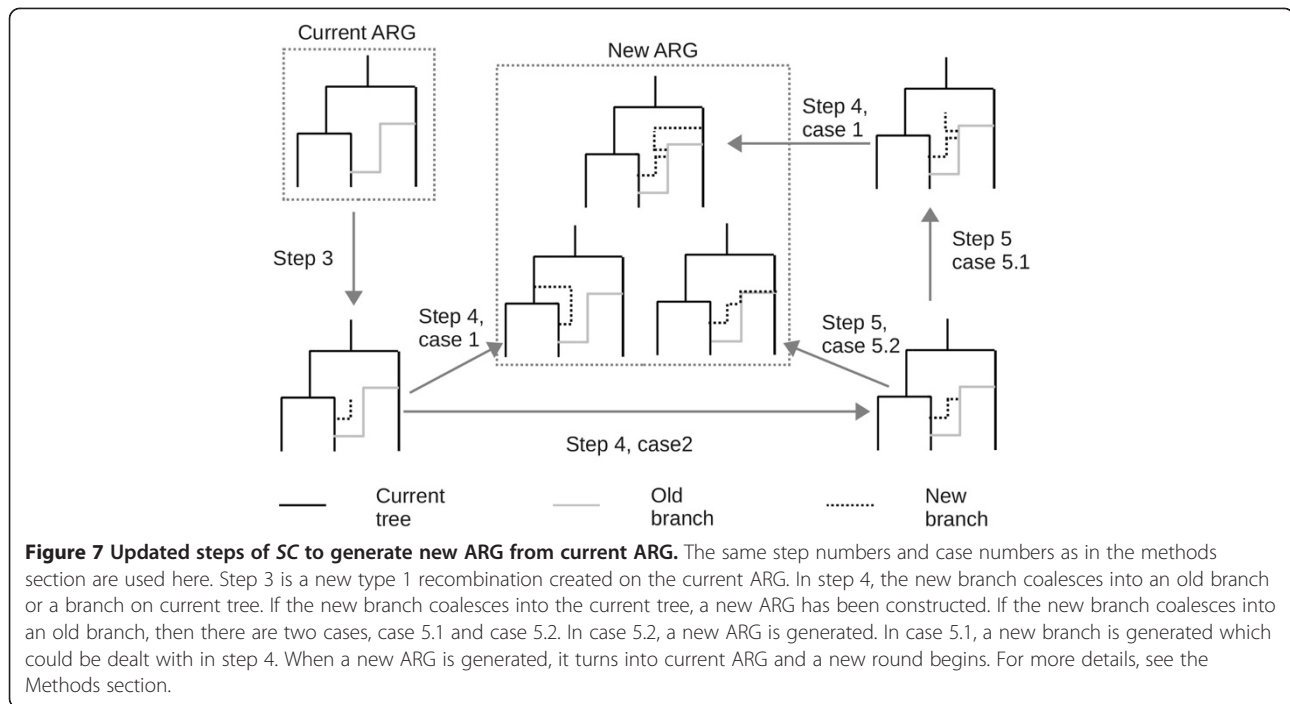 Current ARG
New ARG
Step 4,
case 1
Step 3
Step 5
case 5.1
Step 4,
case 1
Step 5,
case 5.2
Step 4, case2
Current
tree
Old
branch
New
branch
Figure 7 Updated steps of SC to generate new ARG from current ARG. The same step numbers and case numbers as in the methods
section are used here. Step 3 is a new type 1 recombination created on the current ARG. In step 4, the new branch coalesces into an old branch
or a branch on current tree. If the new branch coalesces into the current tree, a new ARG has been constructed. If the new branch coalesces into
an old branch, then there are two cases, case 5.1 and case 5.2. In case 5.2, a new ARG is generated. In case 5.1, a new branch is generated which
could be dealt with in step 4. When a new ARG is generated, it turns into current ARG and a new round begins. For more details, see the
Methods section.